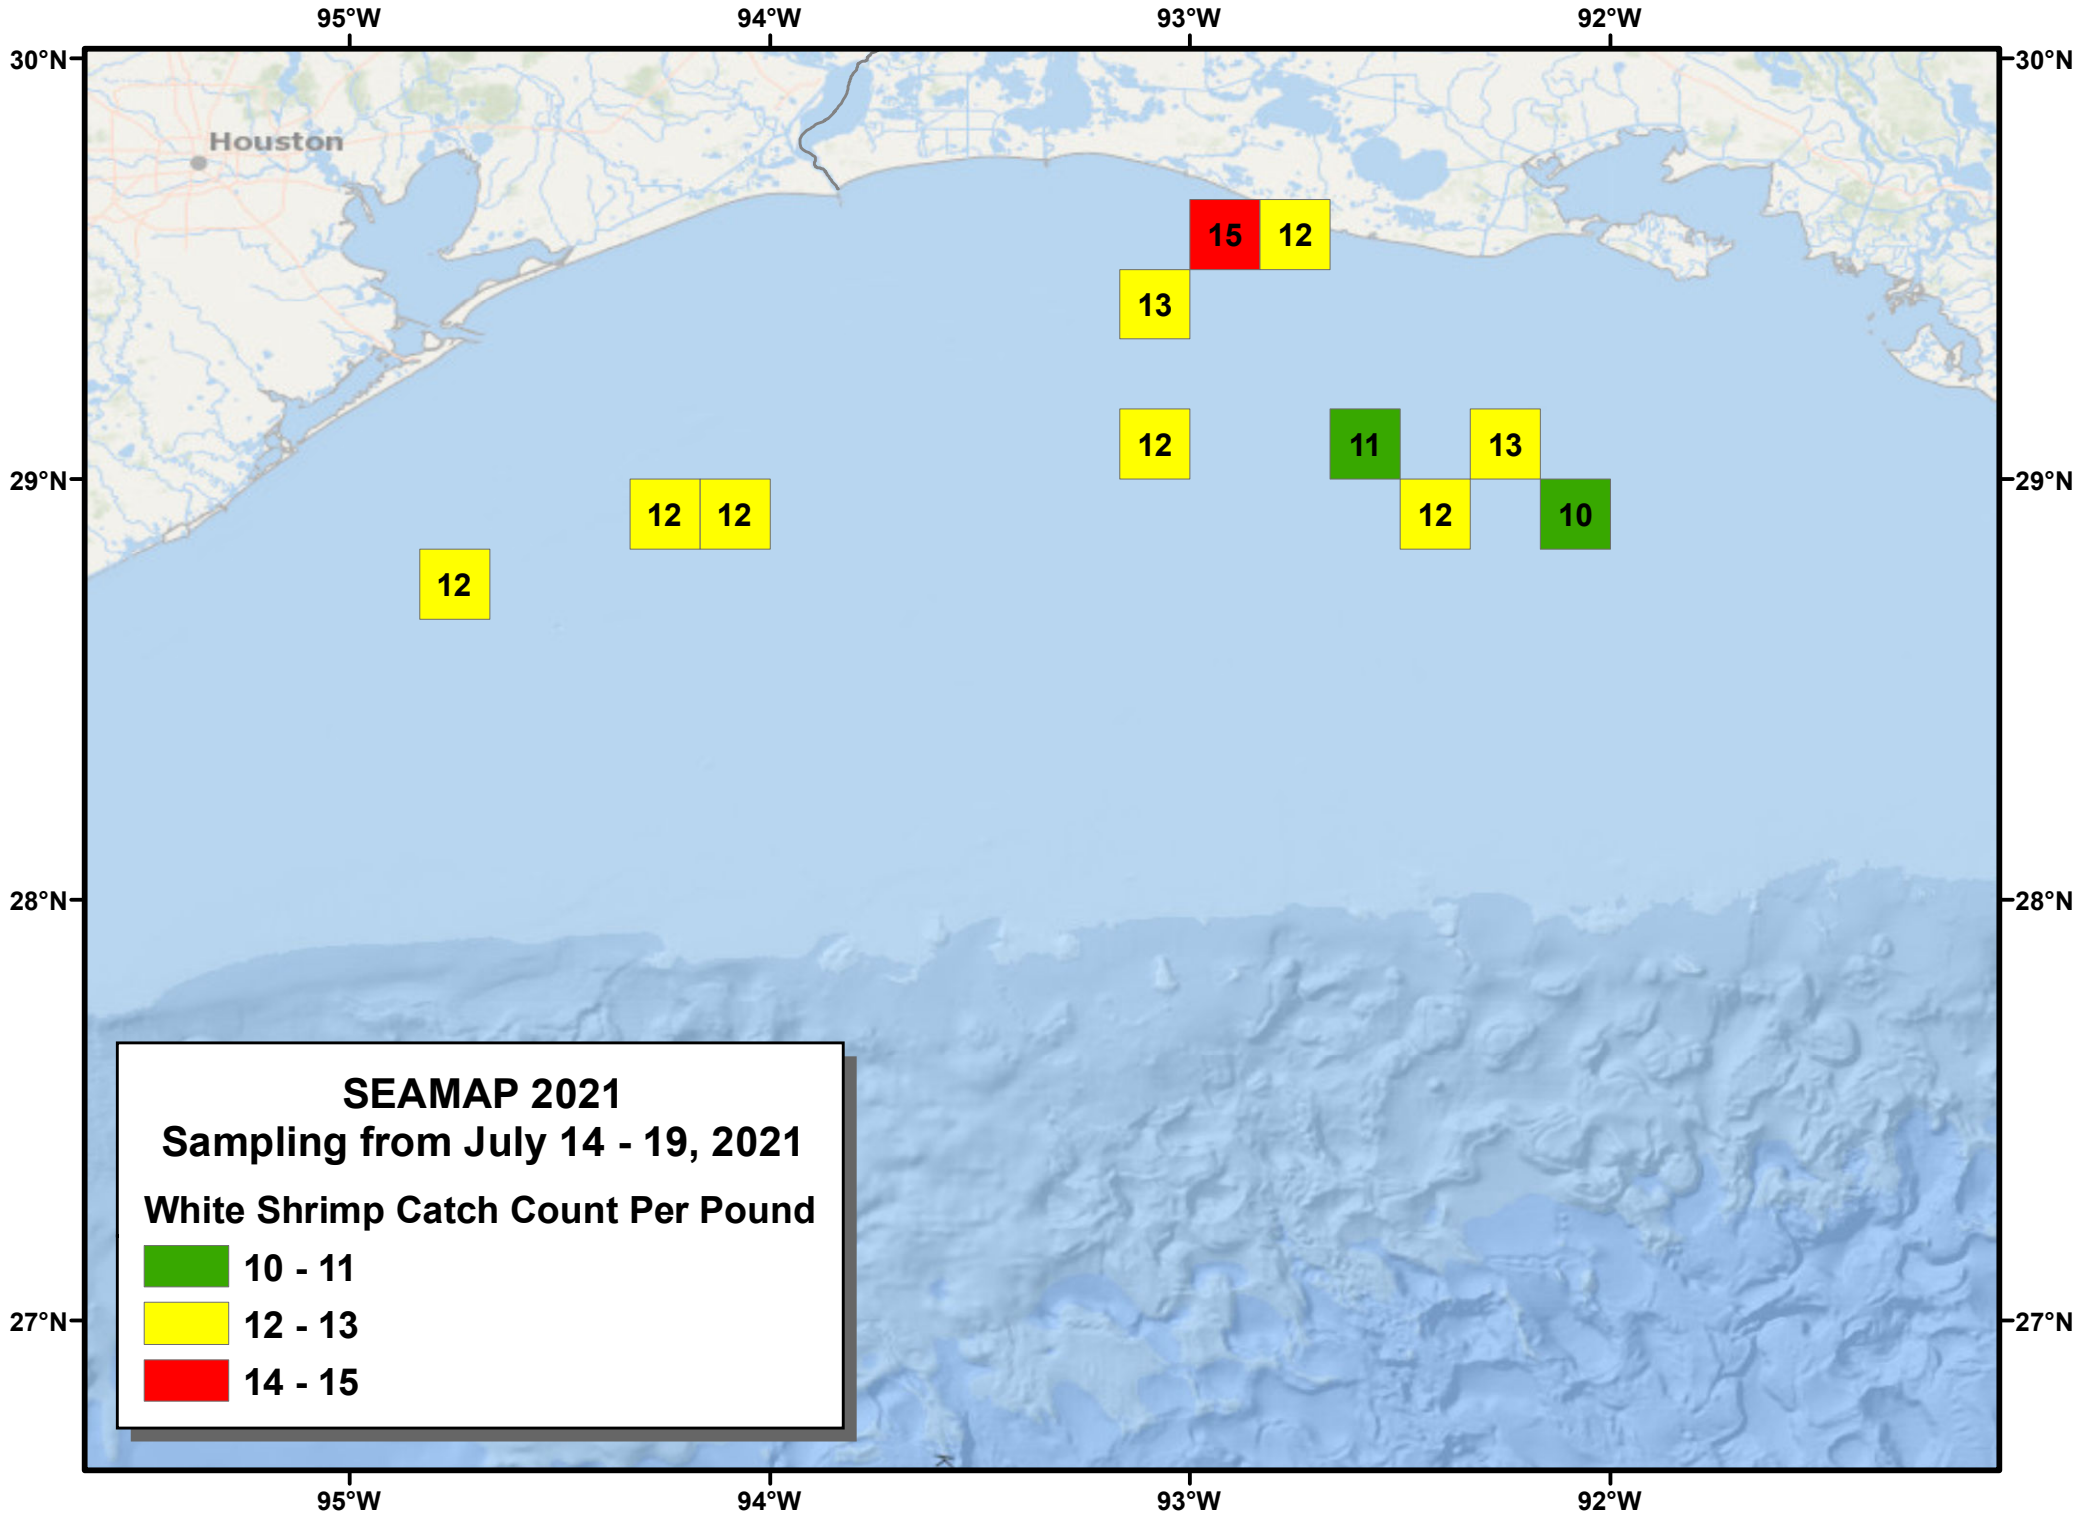 95°W 94°W 93°W 92°W
30°N 30°N
Houston
15 12
13
12 11 13
29°N 29°N
12 12 12 10
12
28°N 28°N
SEAMAP 2021
Sampling from July 14 - 19, 2021
White Shrimp Catch Count Per Pound
10 - 11
27°N 12 - 13 27°N
14 - 15
K
95°W 94°W 93°W 92°W